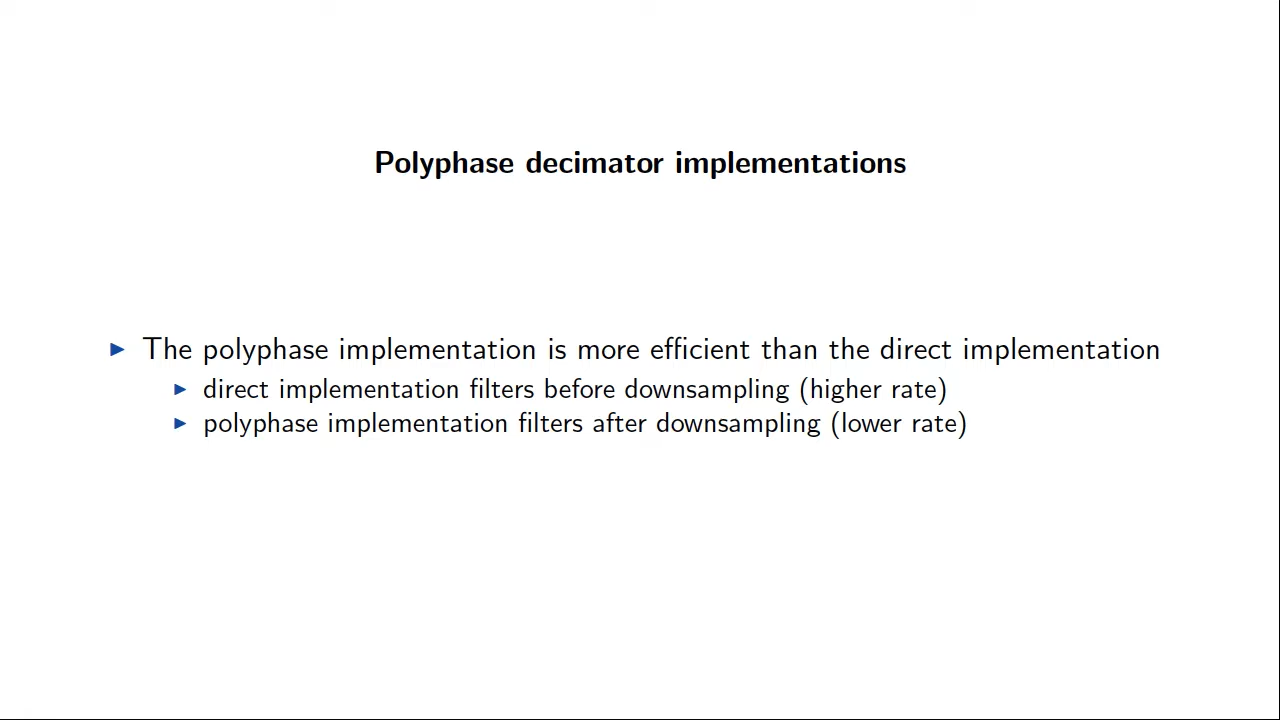 Polyphase decimator implementations
▶ The polyphase implementation is more efficient than the direct implementation
▶ direct implementation filters before downsampling (higher rate)
▶ polyphase implementation filters after downsampling (lower rate)